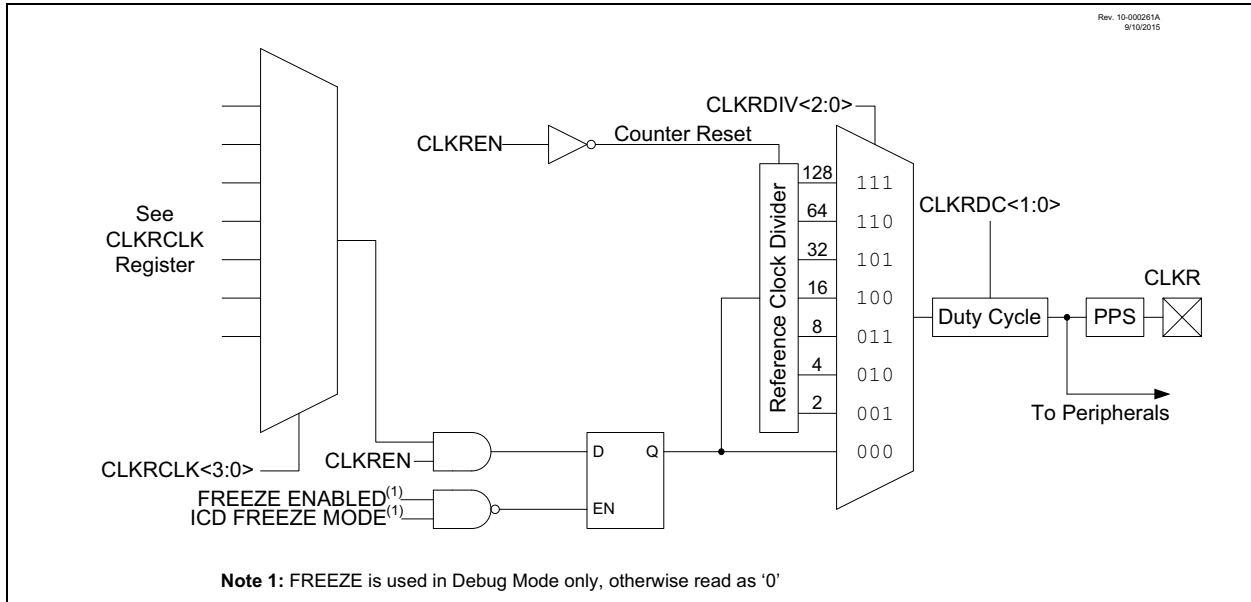 Rev. 10-000261A
9/10/2015
CLKRDIV<2:0>
CLKREN
Counter Reset
See
CLKRCLK
Register
Reference Clock Divider
128
64
32
16
8
4
2
111
110
101
100
011
010
001
000
CLKRDC<1:0>
Duty Cycle
PPS
CLKR
To Peripherals
CLKRCLK<3:0>
CLKREN
FREEZE ENABLED(1)
ICD FREEZE MODE(1)
D
Q
EN
Note 1: FREEZE is used in Debug Mode only, otherwise read as ‘0’